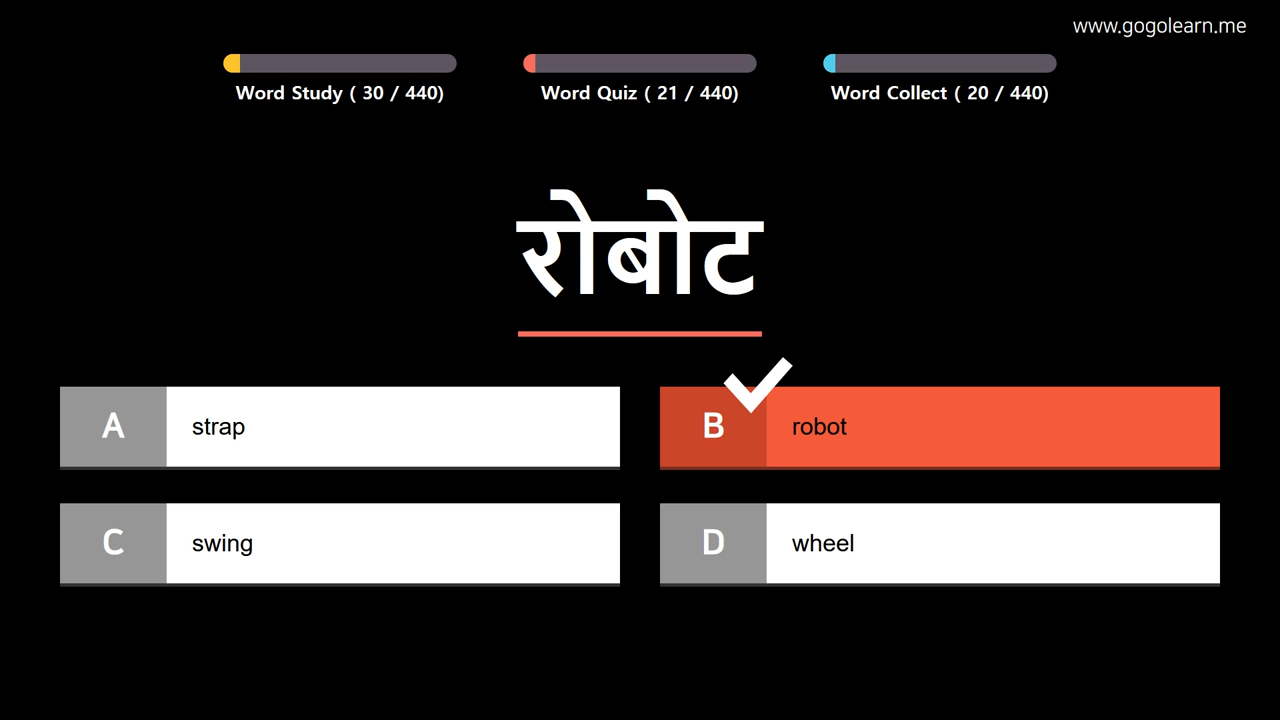 www.gogolearn.me
Word Study ( 30 / 440)
Word Quiz ( 21 / 440)
Word Collect ( 20 / 440)
रोबोट
A strap
B robot
C swing
D wheel